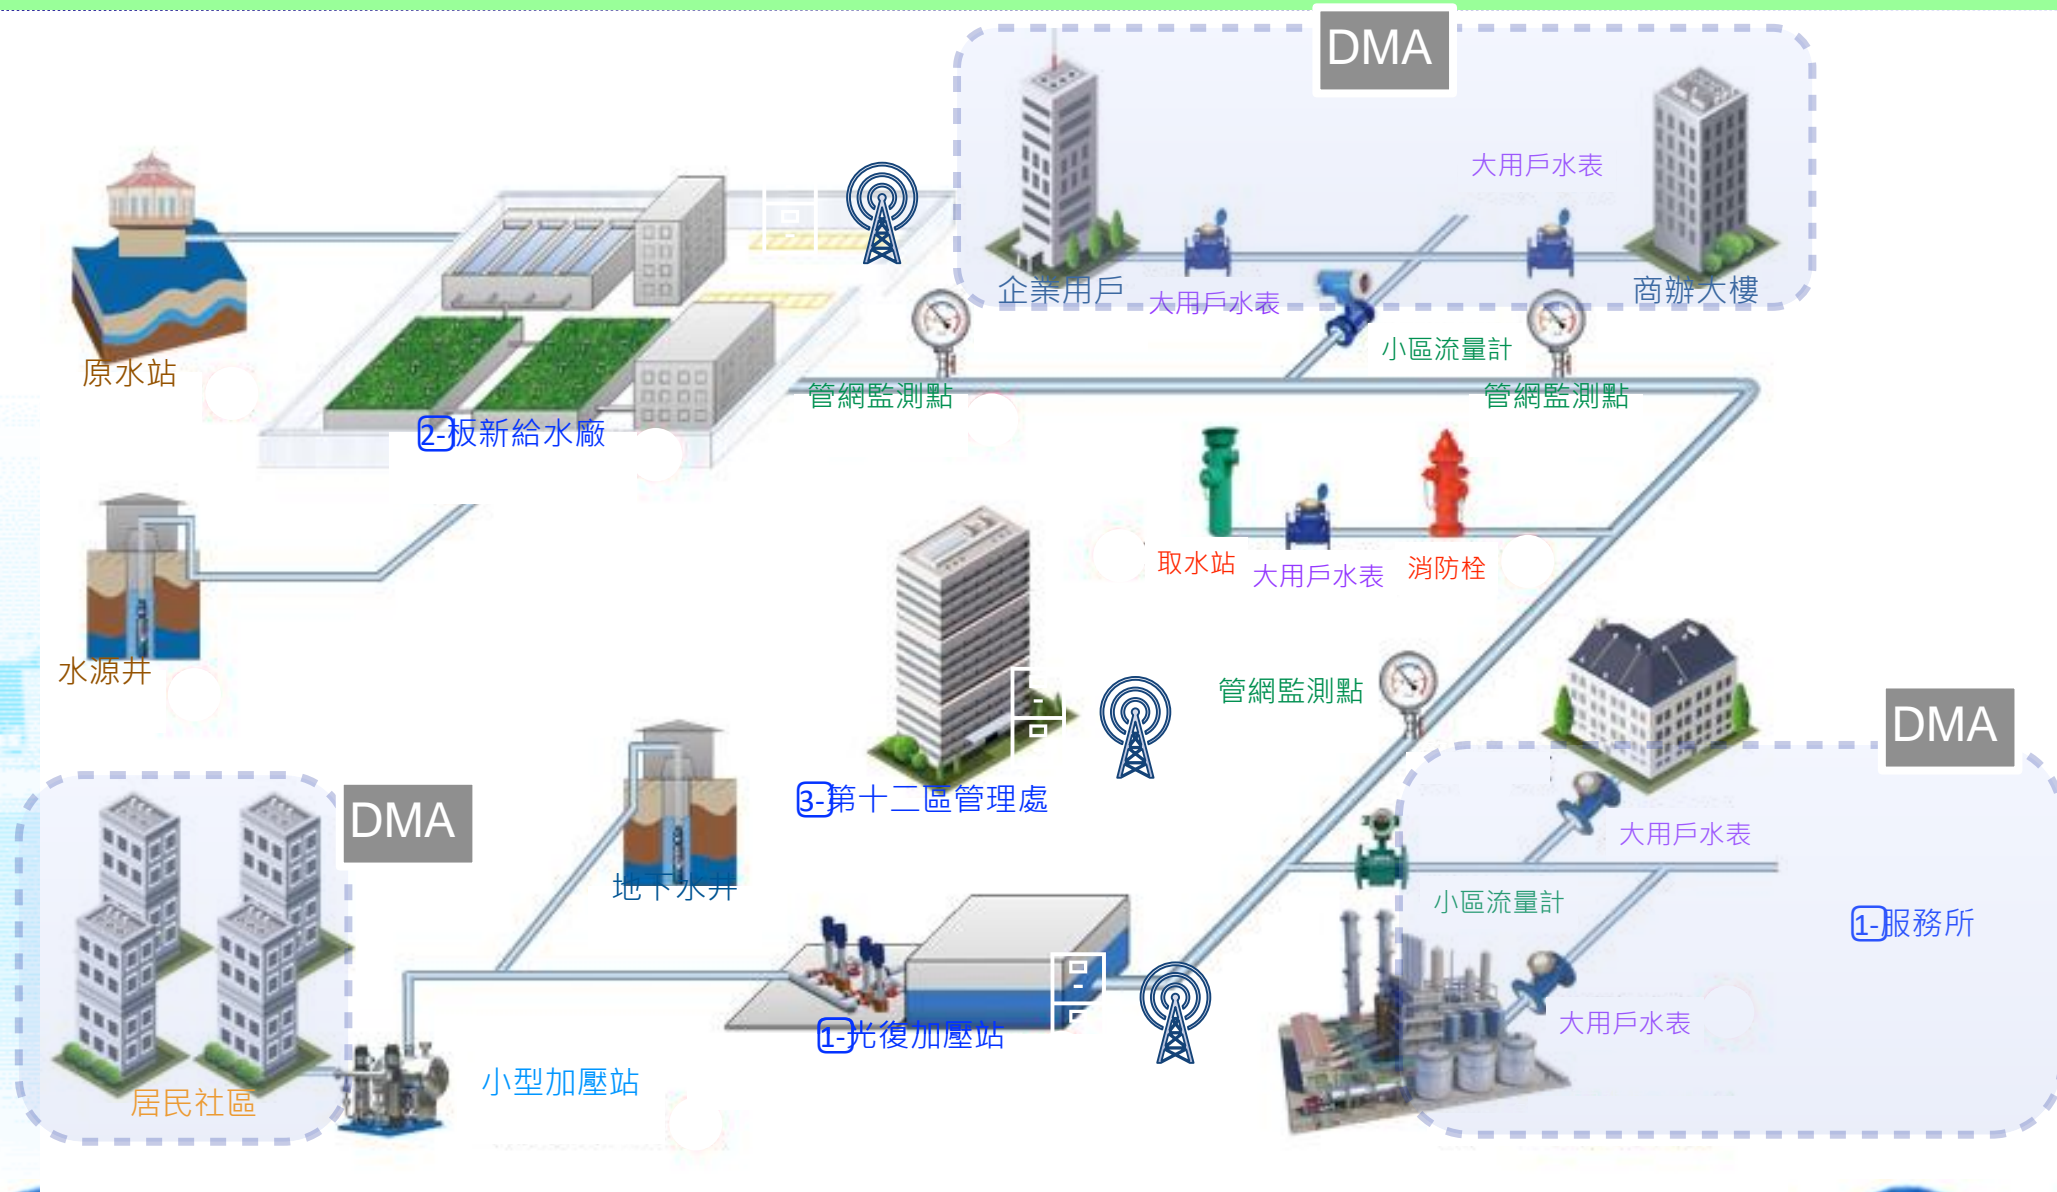 DMA
大用戶水表
企業用戶
大用戶水表
商辦大樓
小區流量計
原水站
管網監測點
管網監測點
2-板新給水廠
取水站
大用戶水表
消防栓
水源井
管網監測點
DMA
3-第十二區管理處
DMA
大用戶水表
地下水井
小區流量計
1-服務所
1-光復加壓站
大用戶水表
小型加壓站
居民社區